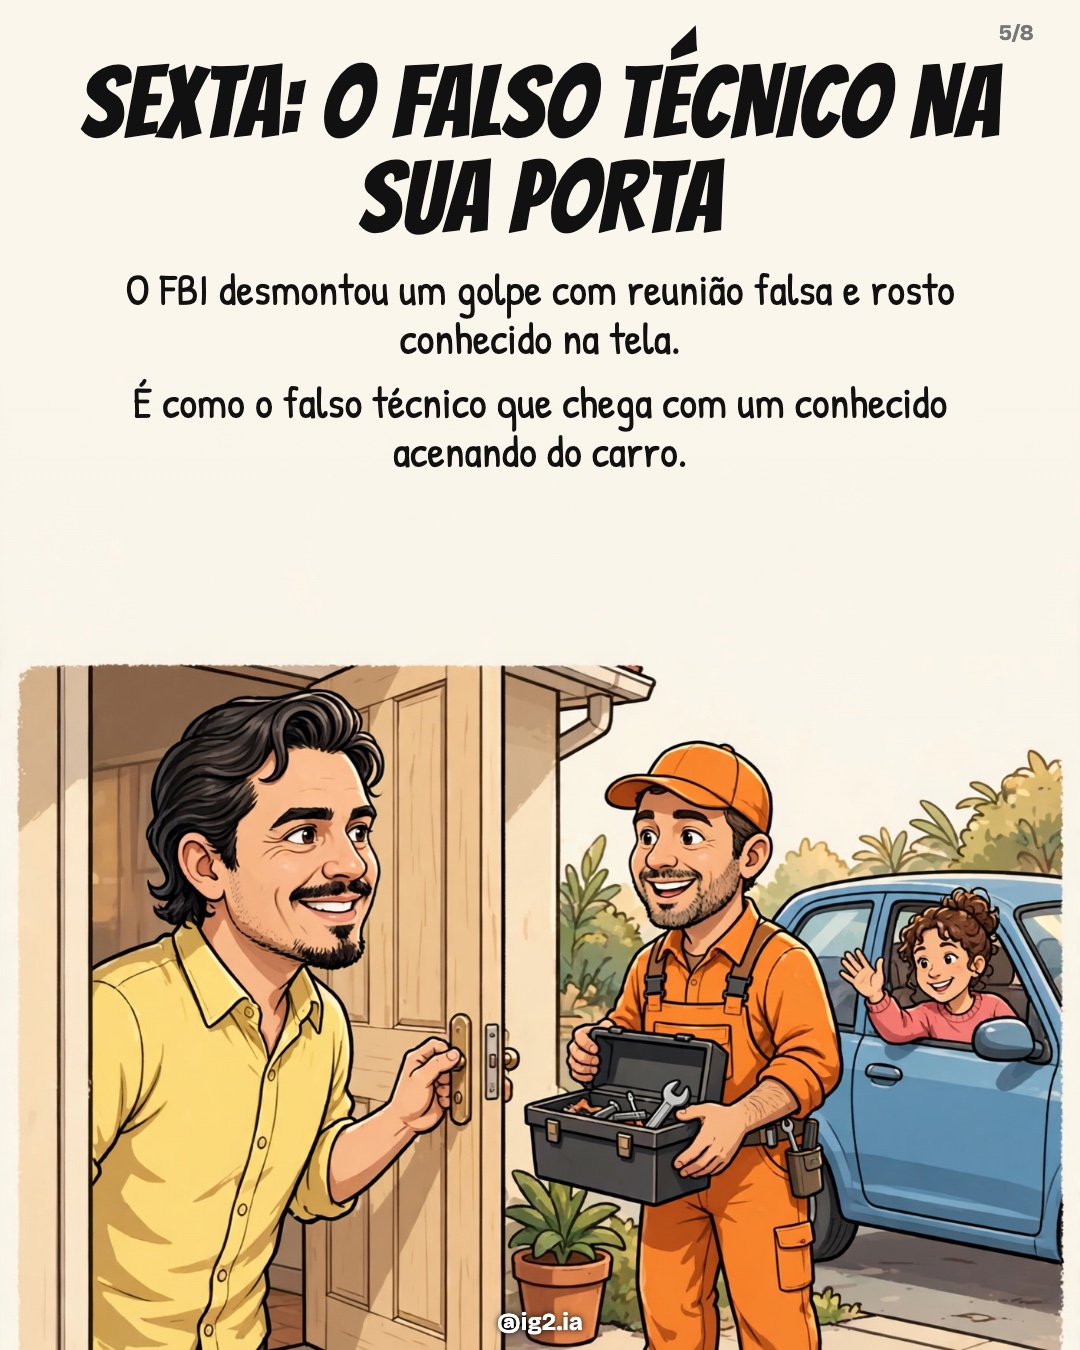 5/8
SEXTA: O FALSO TÉCNICO NA
SUA PORTA
O FBI desmontou um golpe com reunião falsa e rosto
conhecido na tela.
É como o falso técnico que chega com um conhecido
acenando do carro.
@ig2.ia